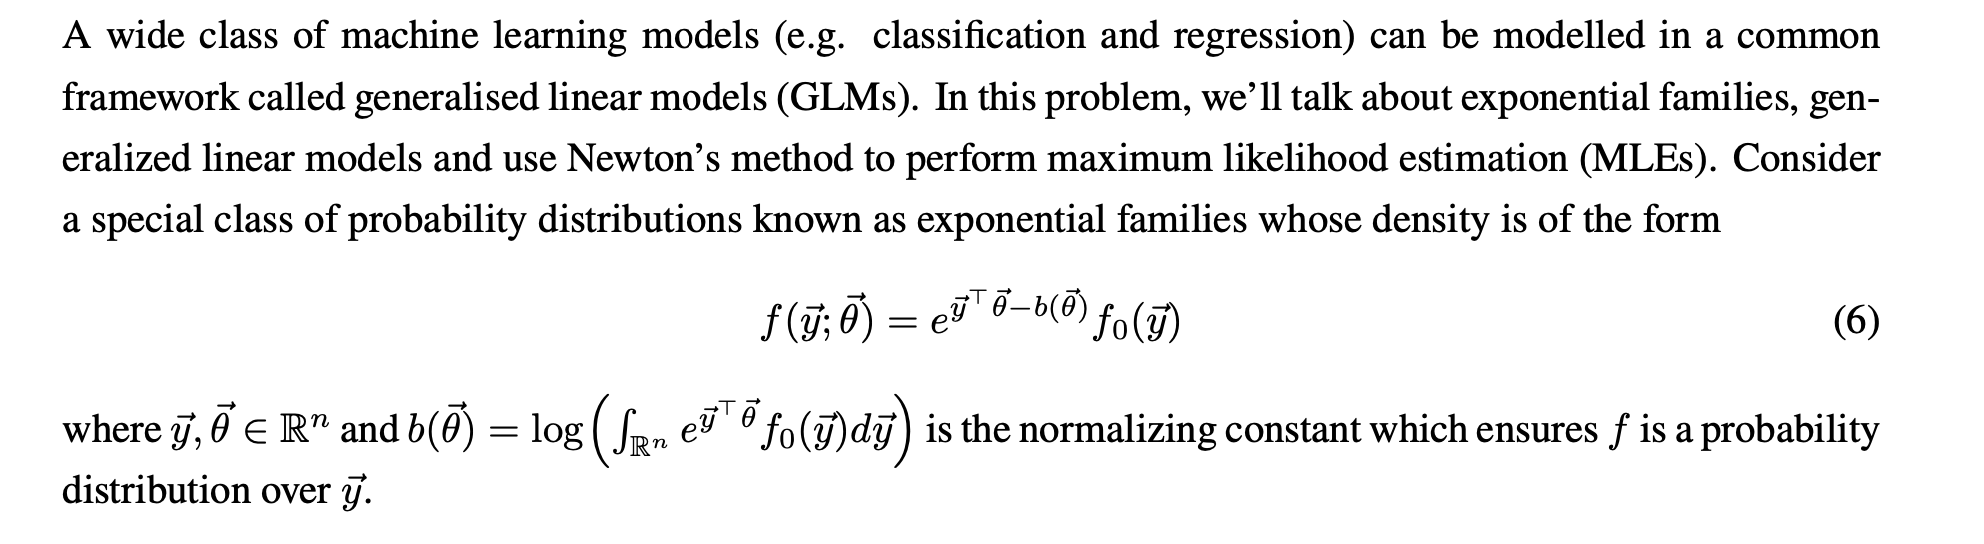 A wide class of machine learning models (e.g. classification and regression) can be modelled in a common
framework called generalised linear models (GLMs). In this problem, we'll talk about exponential families, gen-
eralized linear models and use Newton's method to perform maximum likelihood estimation (MLEs). Consider
a special class of probability distributions known as exponential families whose density is of the form
$f(\vec{y}; \vec{\theta}) = e^{\vec{y}^\top \vec{\theta} - b(\vec{\theta})} f_0(\vec{y})$ (6)
where $\vec{y}, \vec{\theta} \in \mathbb{R}^n$ and $b(\vec{\theta}) = \log\left(\int_{\mathbb{R}^n} e^{\vec{y}^\top \vec{\theta}} f_0(\vec{y}) d\vec{y}\right)$ is the normalizing constant which ensures $f$ is a probability
distribution over $\vec{y}$.